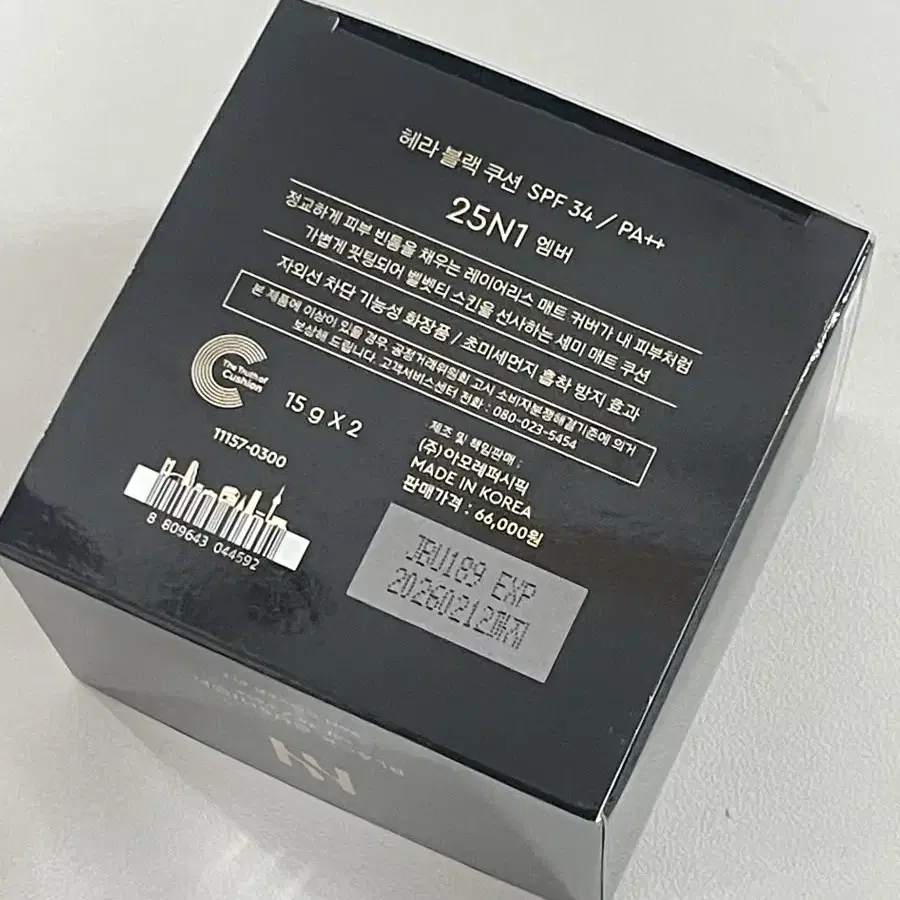 헤라 블랙 쿠션 SPF 34 / PA++
25N1 엠버
정교하게 피부 빈틈을 채우는 레이어리스 매트 커버가 내 피부처럼
가볍게 핏팅되어 벨벳티 스킨을 선사하는 세미 매트 쿠션
자외선 차단 기능성 화장품 / 초미세먼지 흡착 방지 효과
본 제품에 이상이 있을 경우, 공정거래위원회 고시 소비자분쟁해결기준에 의거
보상해 드립니다. 고객서비스센터 전화 : 080-023-5454
The Truth of
Cushion
15 g X 2
11157-0300
8 809643 044592
제조 및 책임판매 :
(주)아모레퍼시픽
MADE IN KOREA
판매가격 : 66,000원
JBU189 EXP
20260212까지